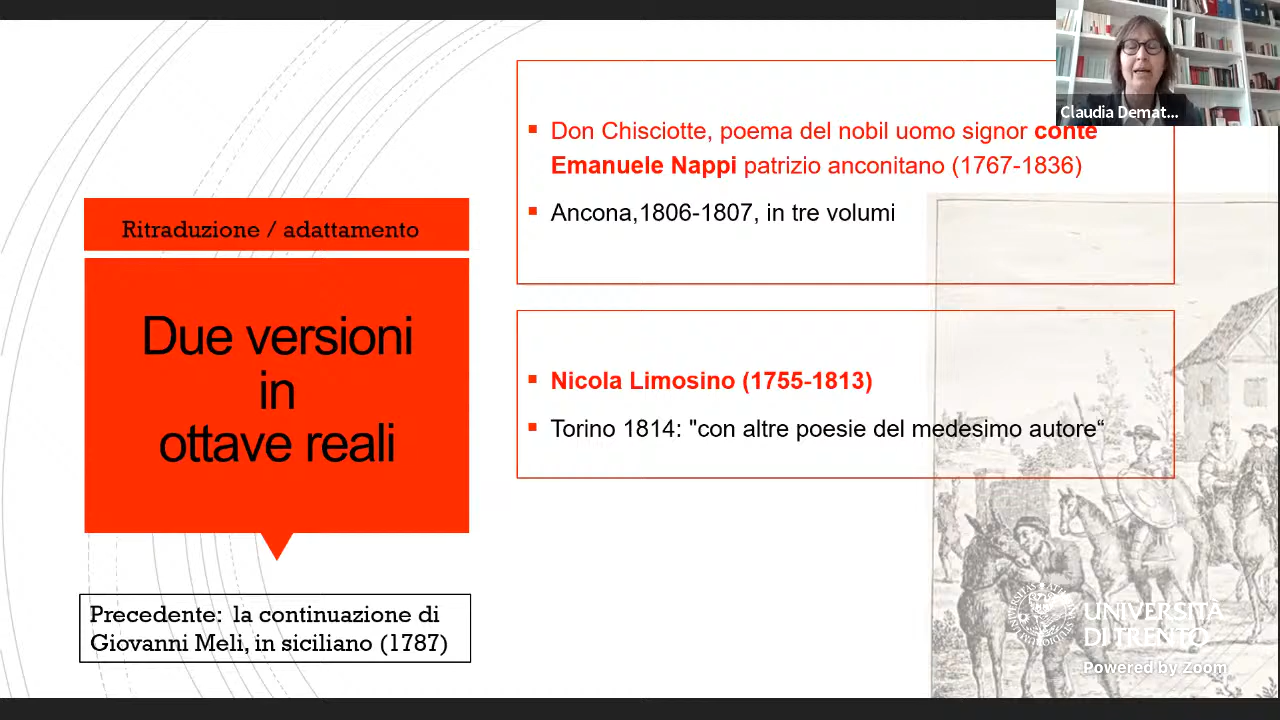 Ritraduzione / adattamento
Due versioni
in
ottave reali
Precedente: la continuazione di
Giovanni Meli, in siciliano (1787)
Don Chisciotte, poema del nobil uomo signor conte
Emanuele Nappi patrizio anconitano (1767-1836)
Ancona,1806-1807, in tre volumi
Nicola Limosino (1755-1813)
Torino 1814: "con altre poesie del medesimo autore“
Claudia Demat...
UNIVERSITÀ
DI TRENTO
Powered by Zoom